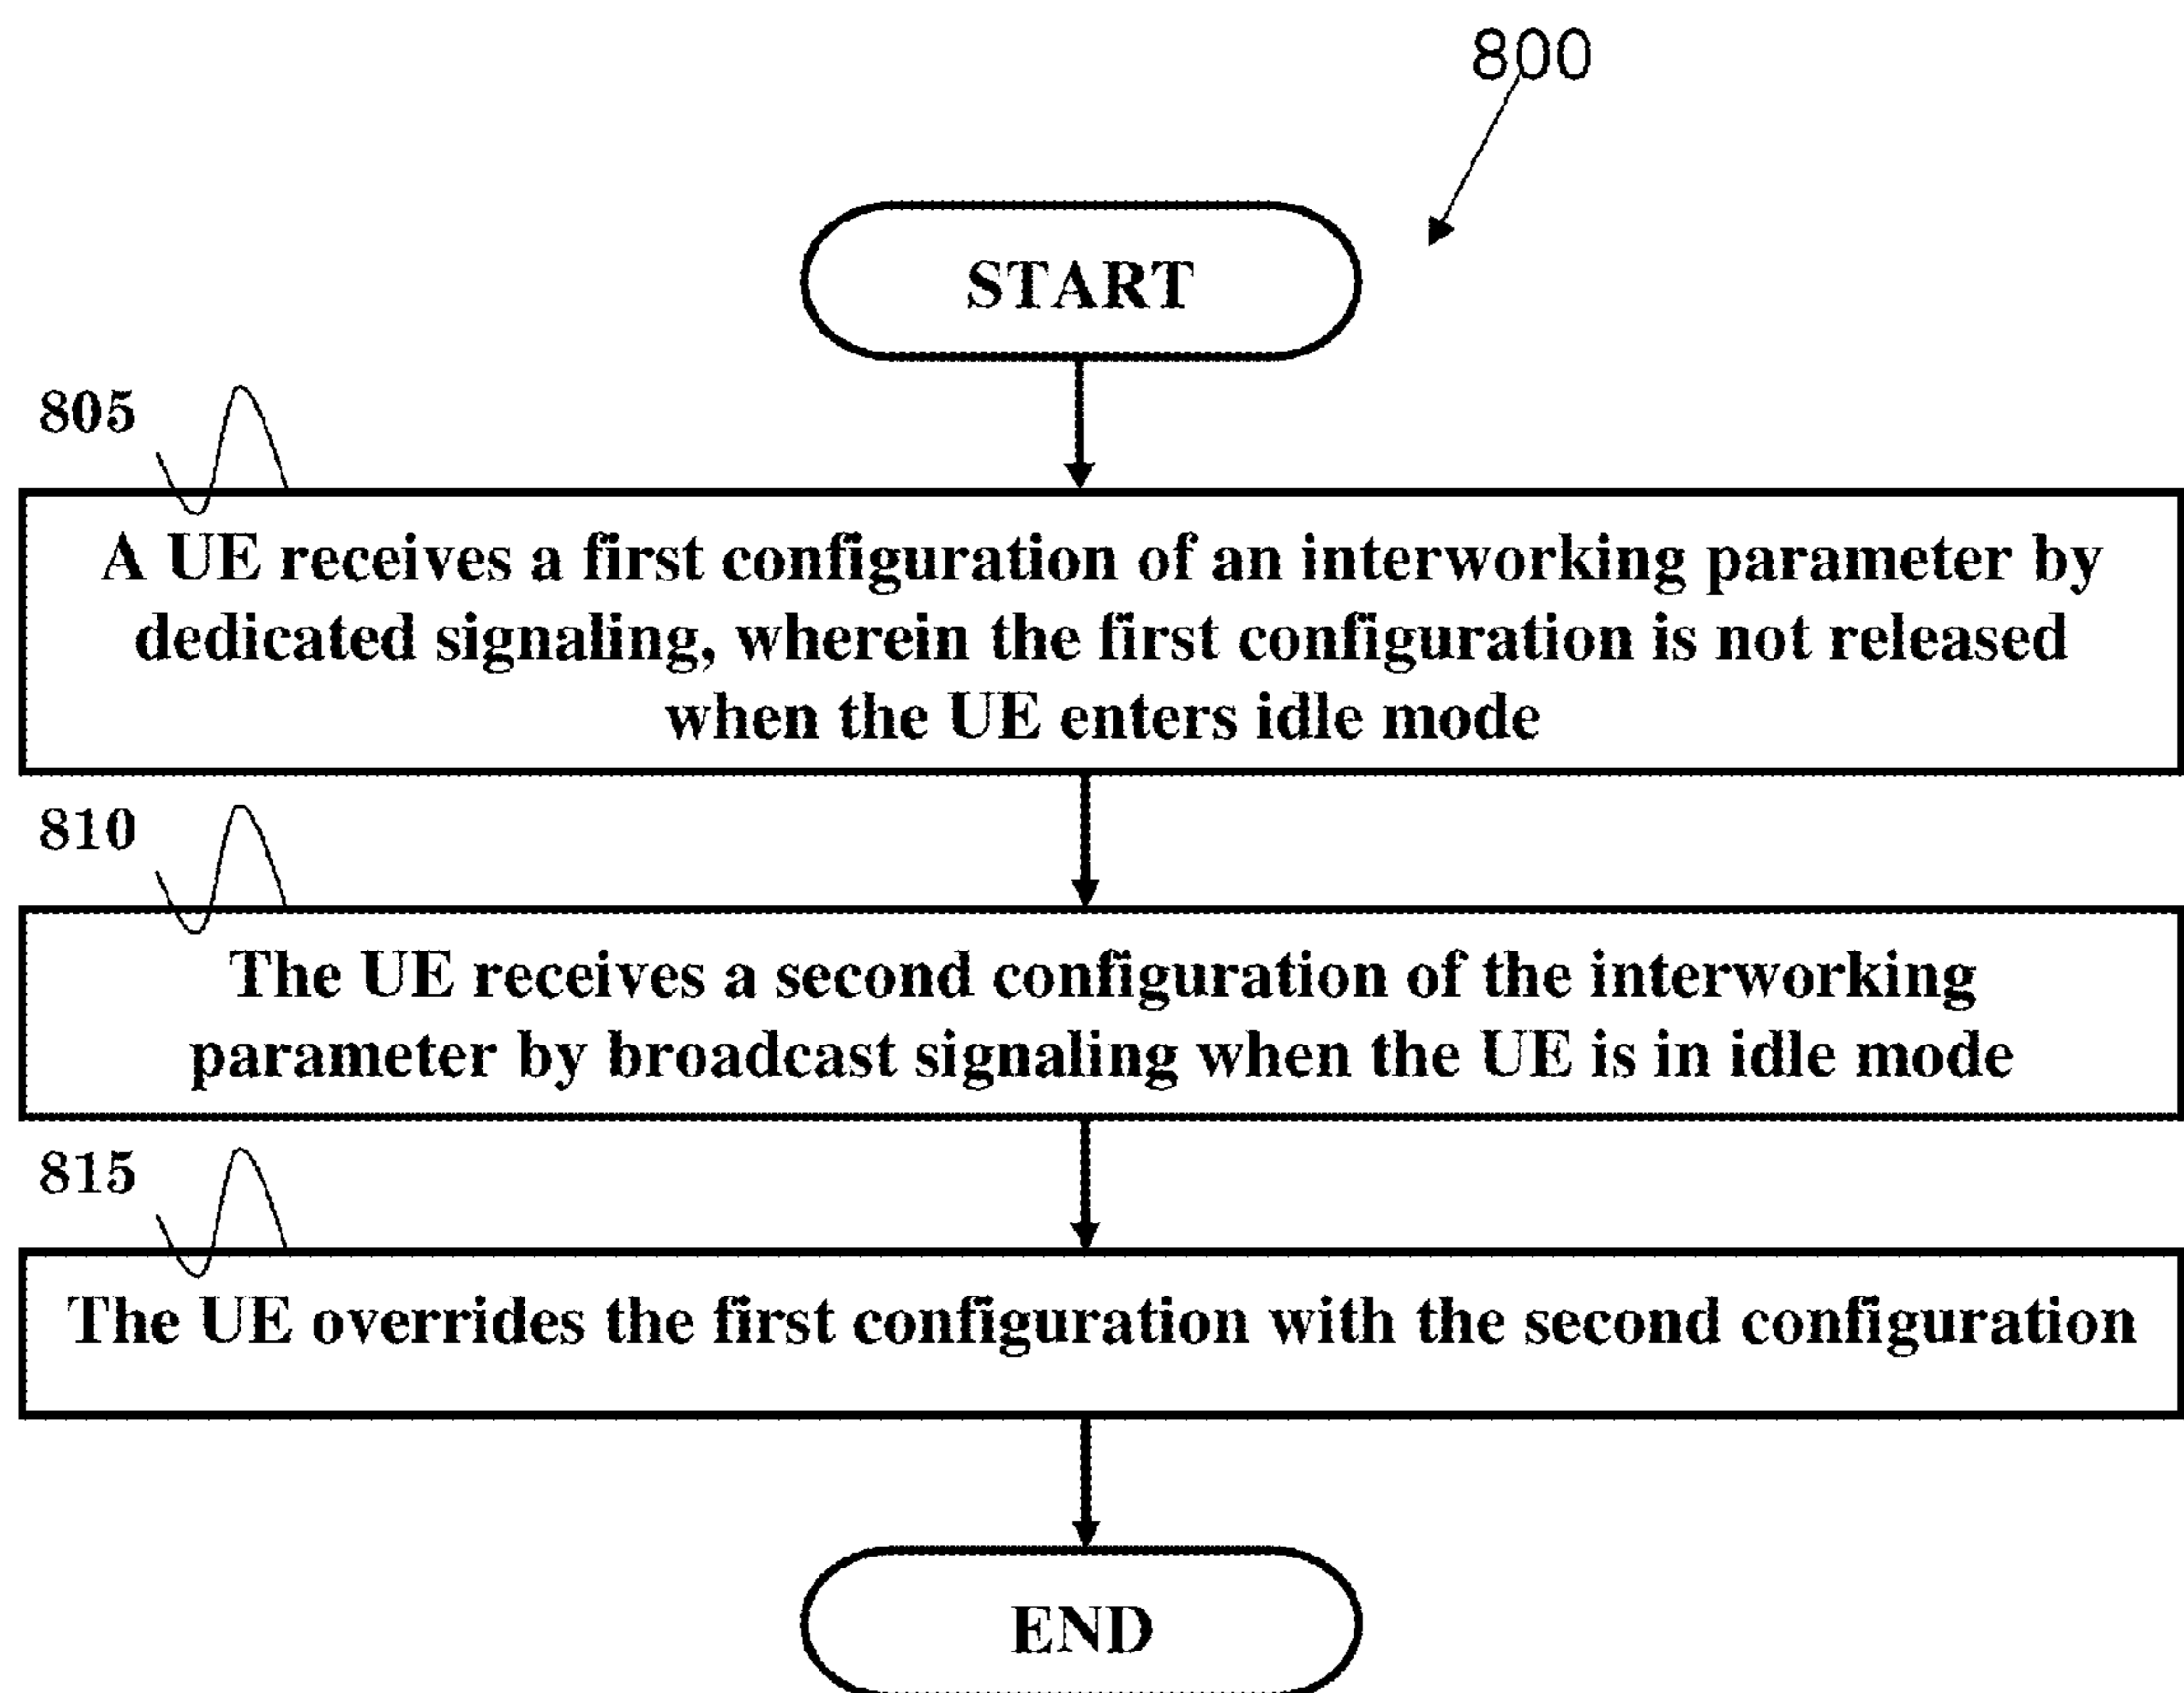 800
START
805
A UE receives a first configuration of an interworking parameter by
dedicated signaling, wherein the first configuration is not released
when the UE enters idle mode
810
The UE receives a second configuration of the interworking
parameter by broadcast signaling when the UE is in idle mode
815
The UE overrides the first configuration with the second configuration
END